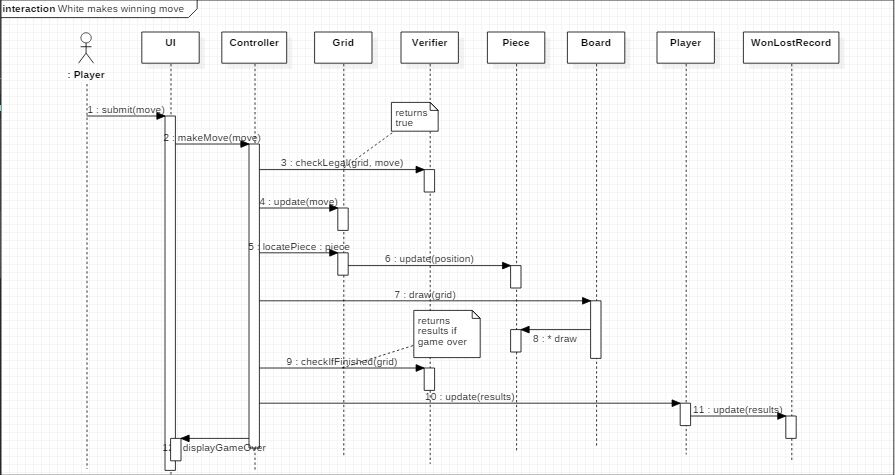 interaction White makes winning move
UI
Controller
Grid
Verifier
Piece
Board
Player
WonLostRecord
: Player
1 : submit(move)
returns
true
2 : makeMove(move)
3 : checkLegal(grid, move)
4 : update(move)
5 : locatePiece : piece
6 : update(position)
7 : draw(grid)
returns
results if
game over
8 : * draw
9 : checkIfFinished(grid)
10 : update(results)
11 : update(results)
displayGameOver